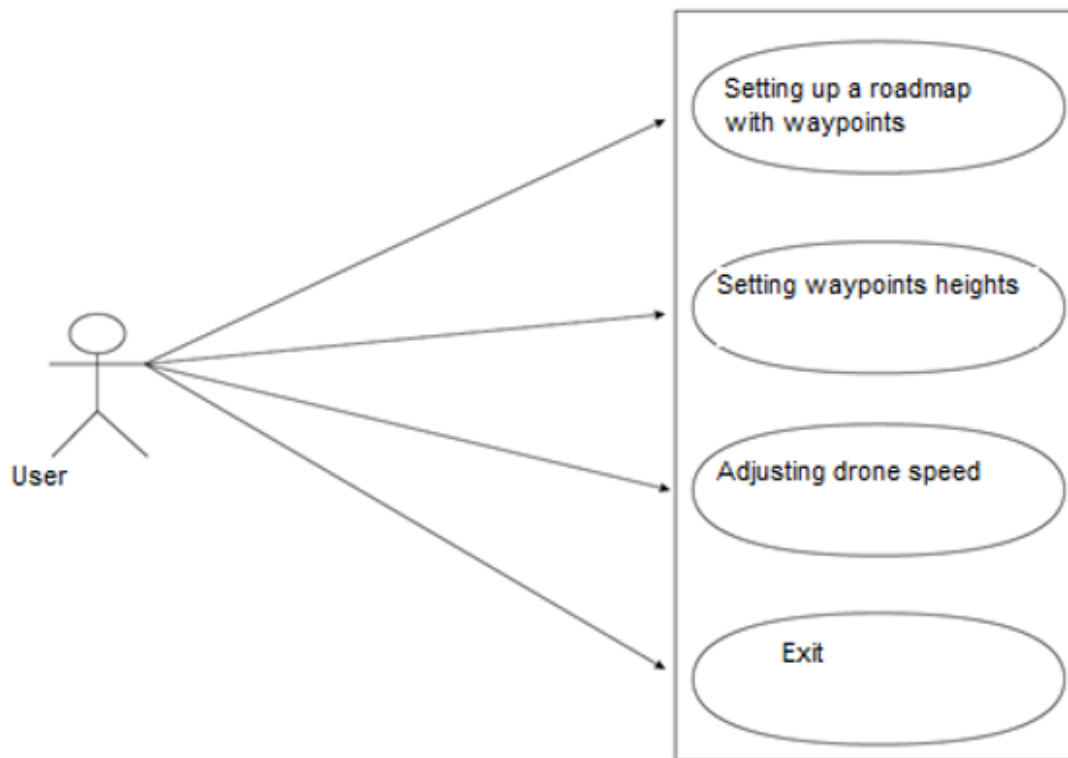 Setting up a roadmap
with waypoints
Setting waypoints heights
User
Adjusting drone speed
Exit